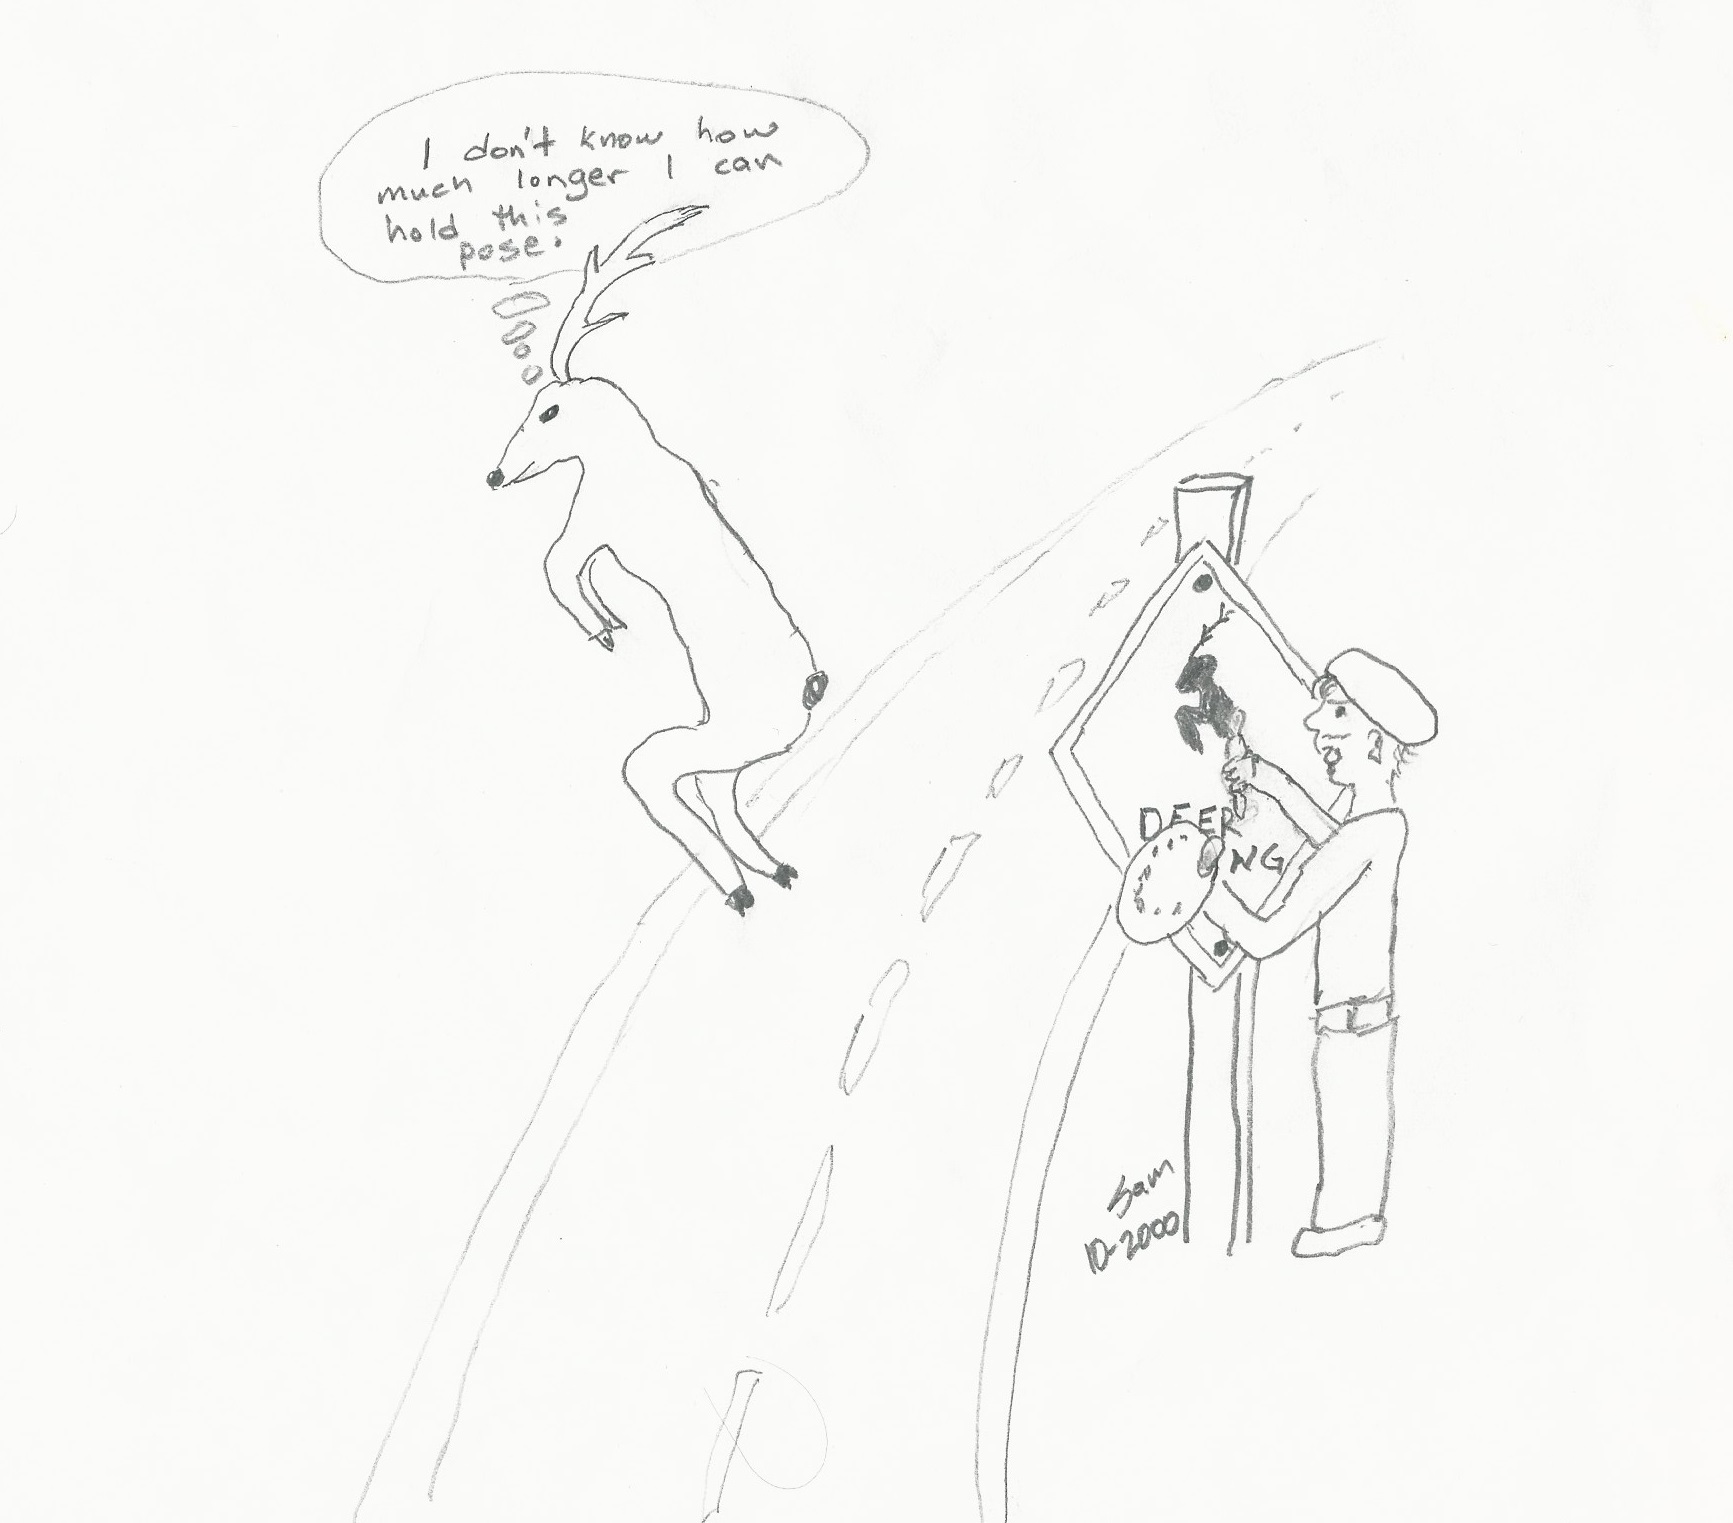 I don't know how
much longer I can
hold this
pose.
DEER
NG
Sam
10-2000